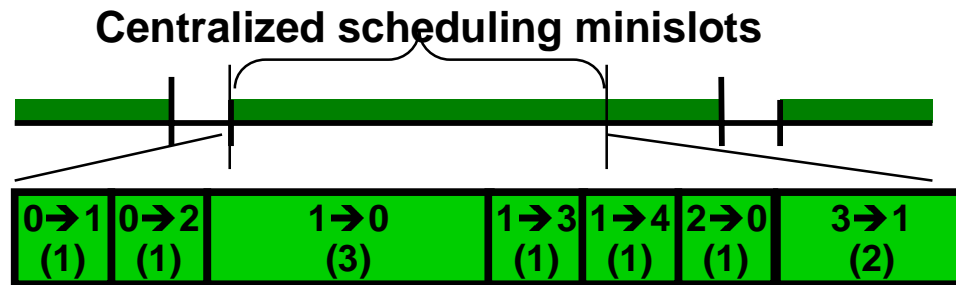 Centralized scheduling minislots
0➔1 0➔2 1➔0 1➔3 1➔4 2➔0 3➔1
(1) (1) (3) (1) (1) (1) (2)